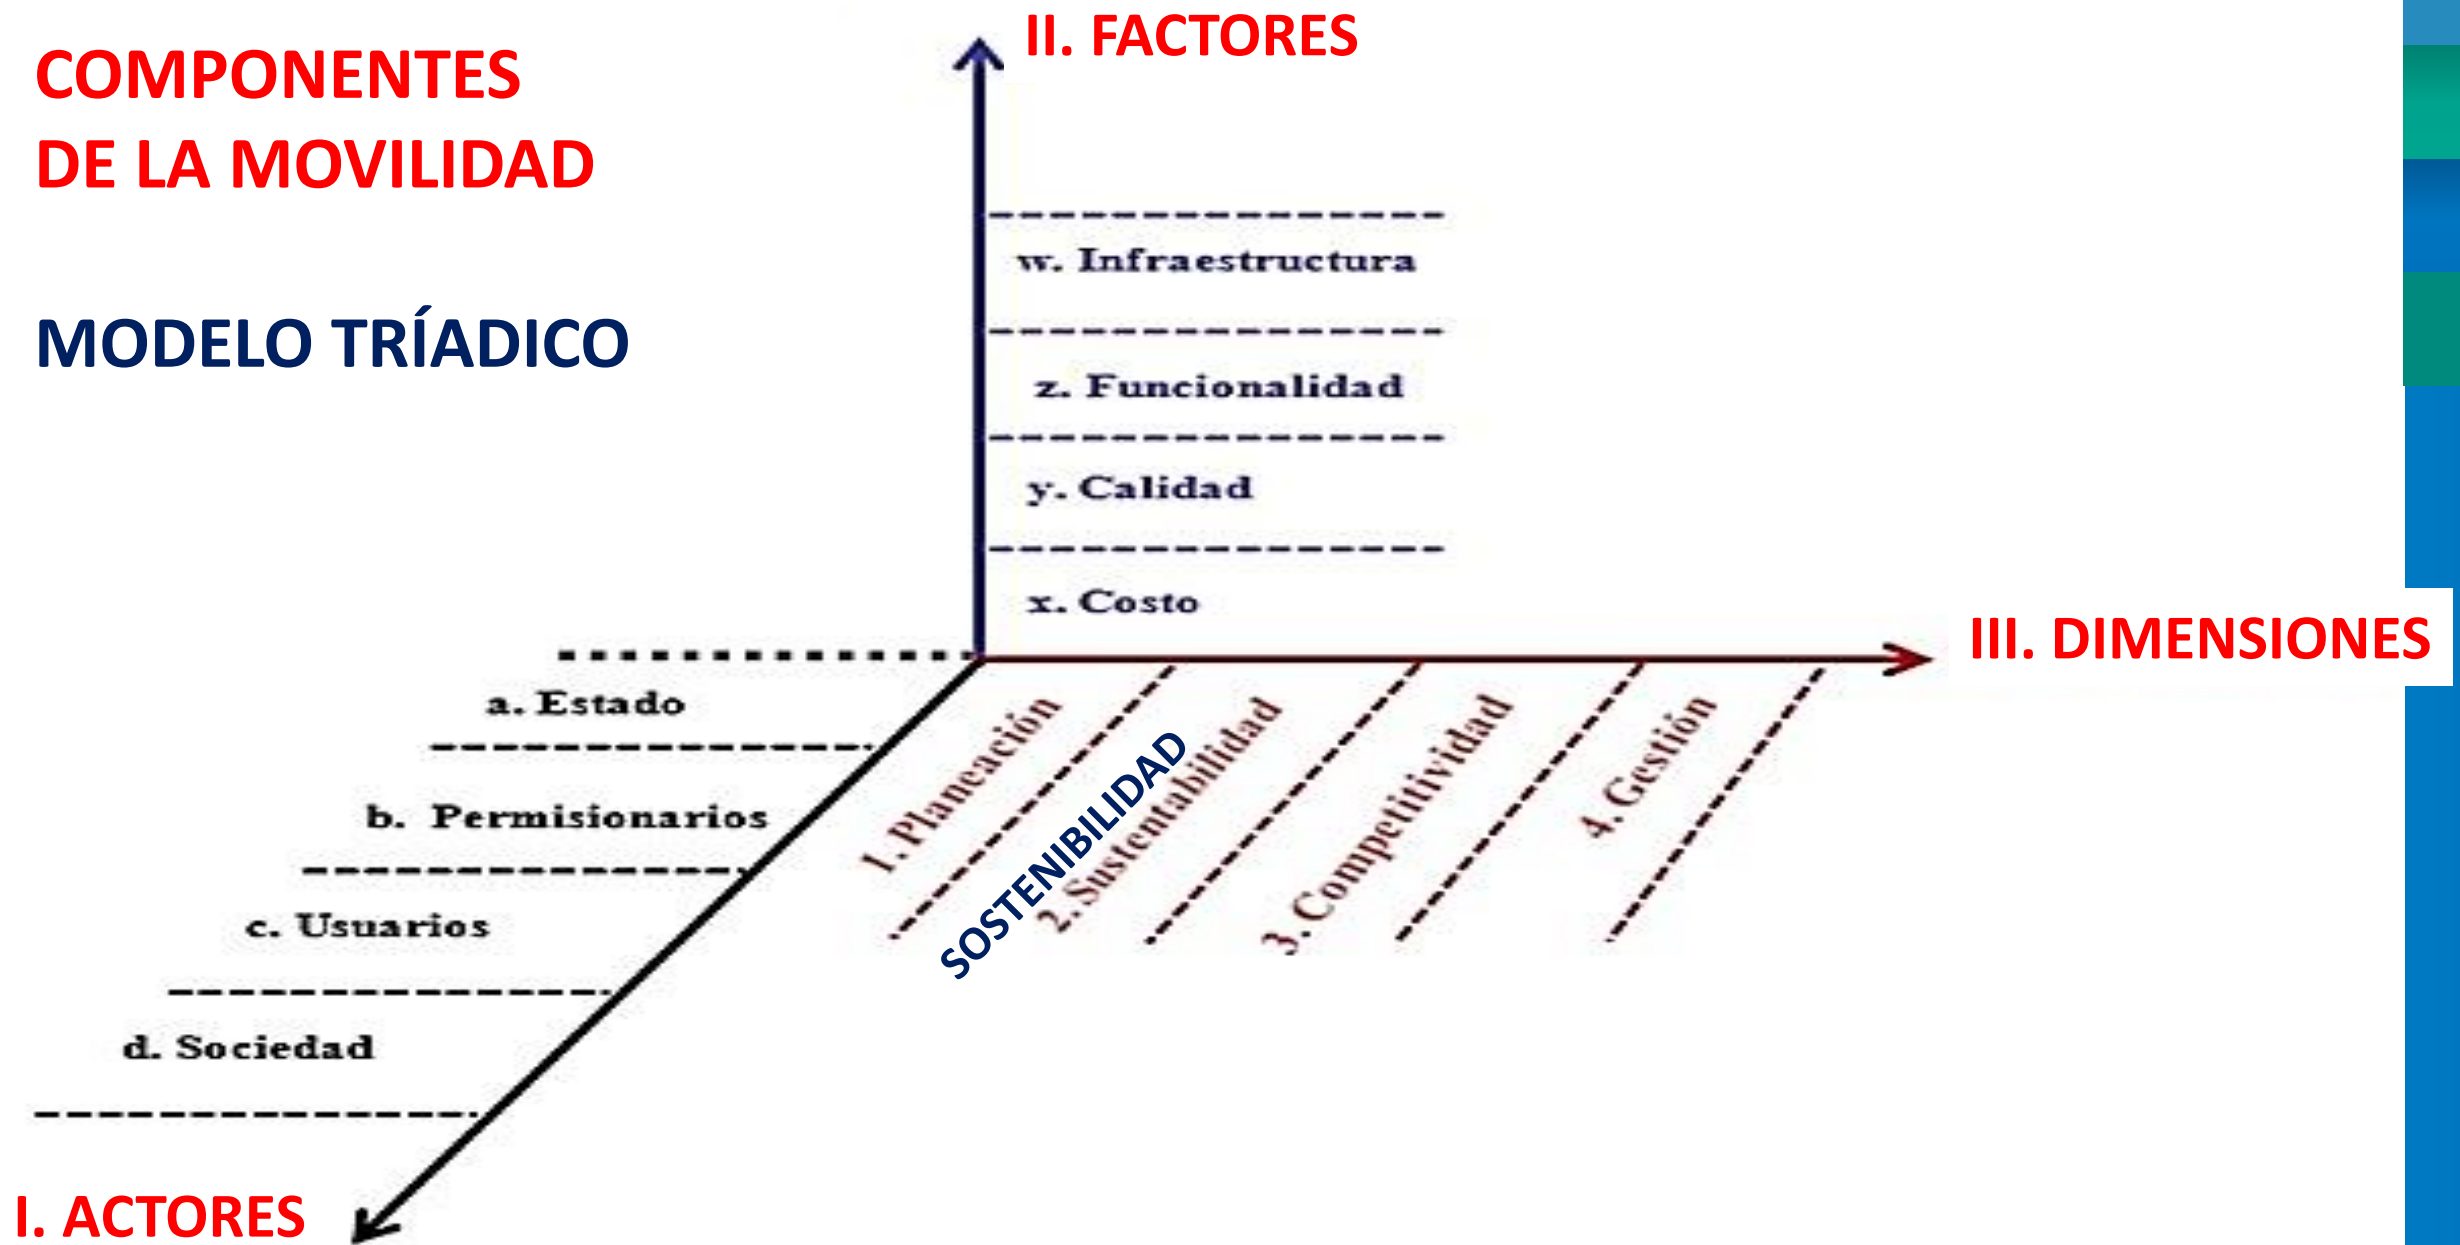 COMPONENTES
DE LA MOVILIDAD
MODELO TRÍADICO
II. FACTORES
w. Infraestructura
z. Funcionalidad
y. Calidad
x. Costo
III. DIMENSIONES
1. Planeación
SOSTENIBILIDAD
2. Sustentabilidad
3. Competitividad
4. Gestión
a. Estado
b. Permisionarios
c. Usuarios
d. Sociedad
I. ACTORES